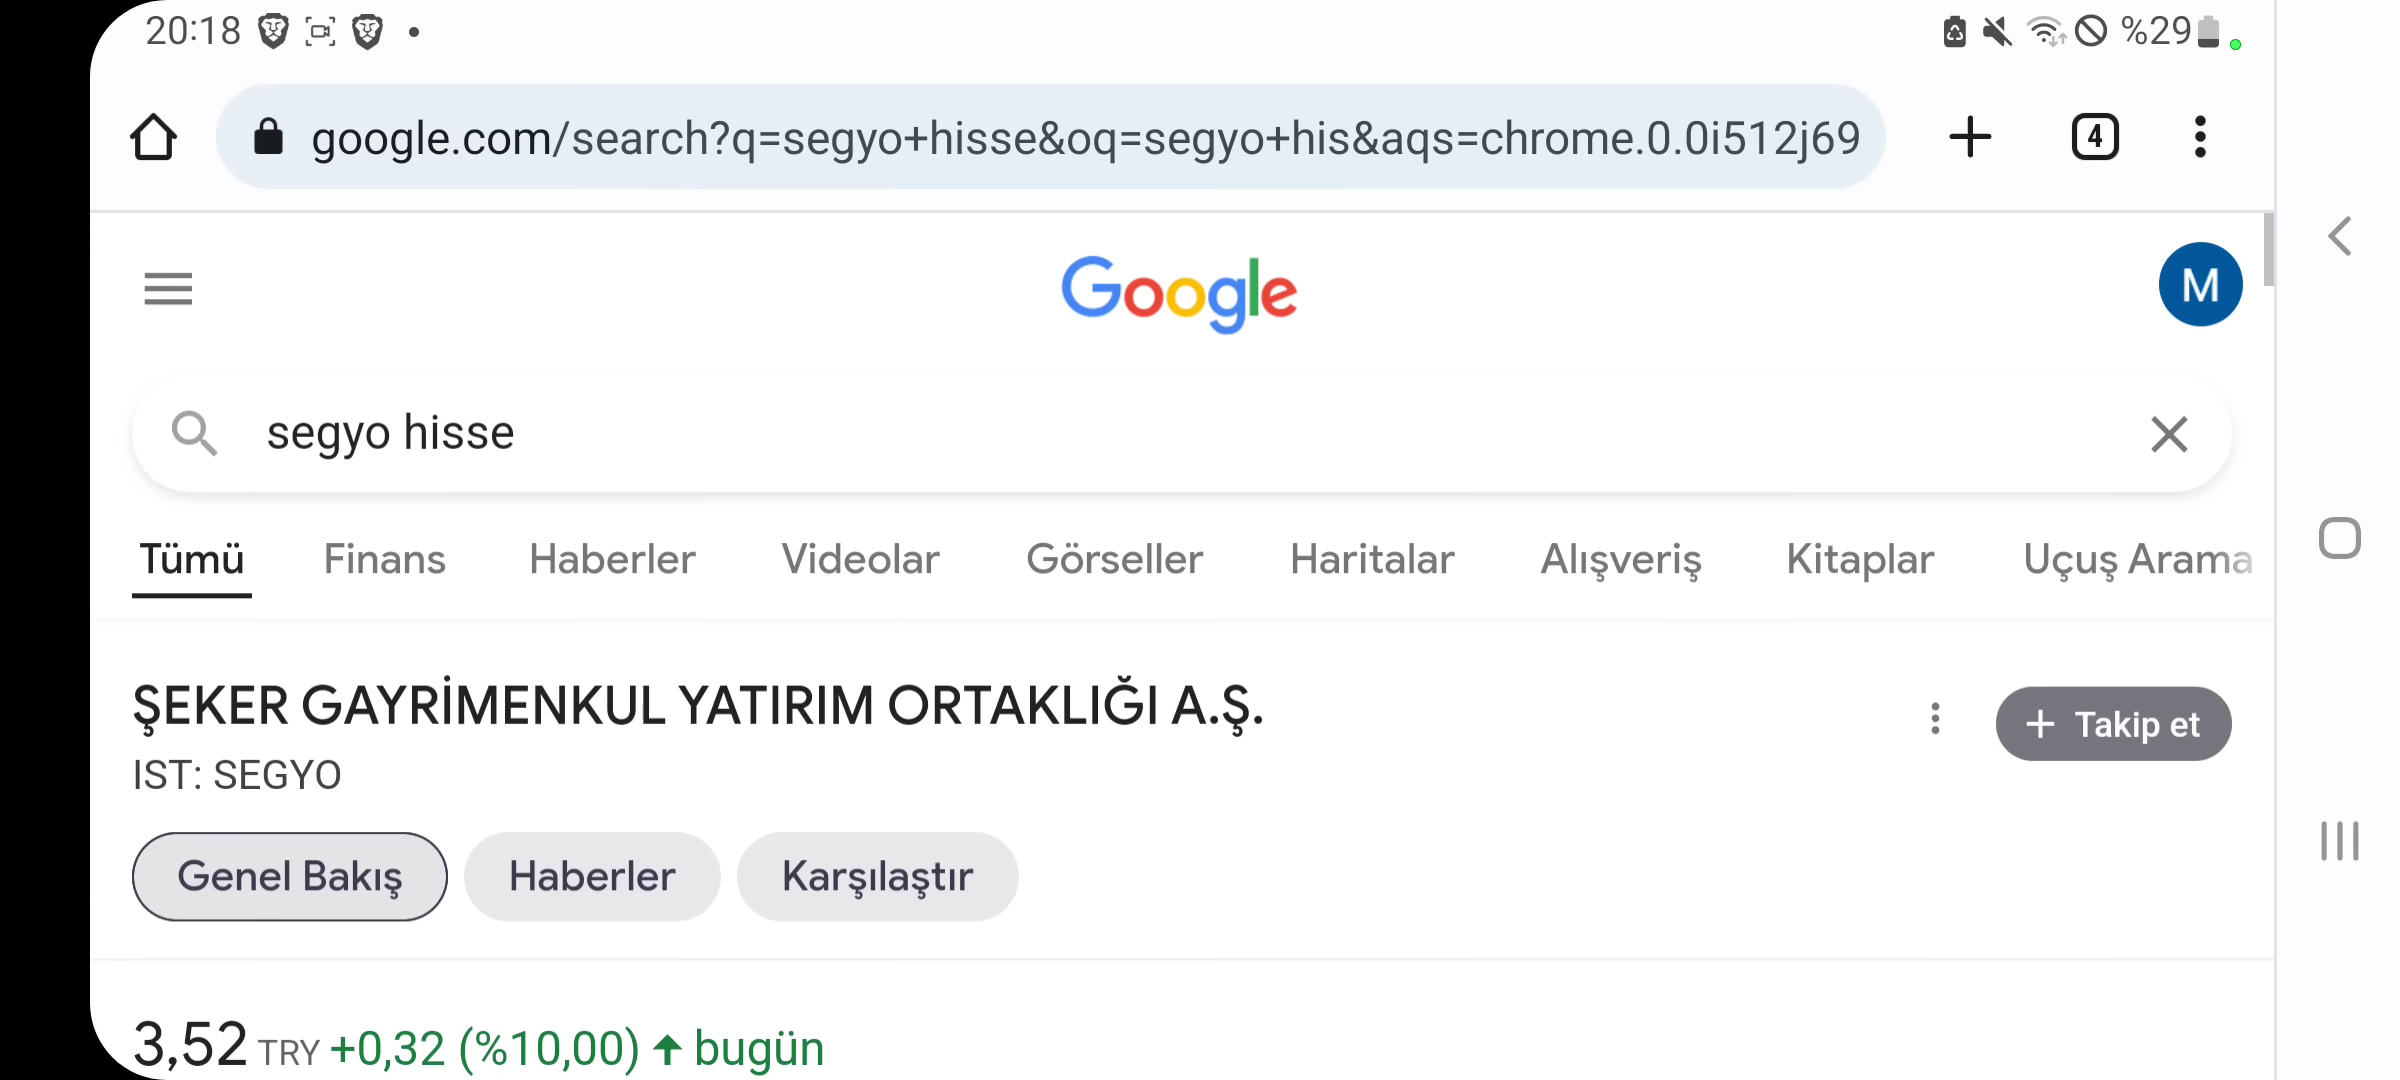 20:18 %29
google.com/search?q=segyo+hisse&oq=segyo+his&aqs=chrome.0.0i512j69 4
Google M
segyo hisse
Tümü Finans Haberler Videolar Görseller Haritalar Alışveriş Kitaplar Uçuş Arama
ŞEKER GAYRİMENKUL YATIRIM ORTAKLIĞI A.Ş.
+ Takip et
IST: SEGYO
Genel Bakış Haberler Karşılaştır
3,52 TRY +0,32 (%10,00) ↑ bugün